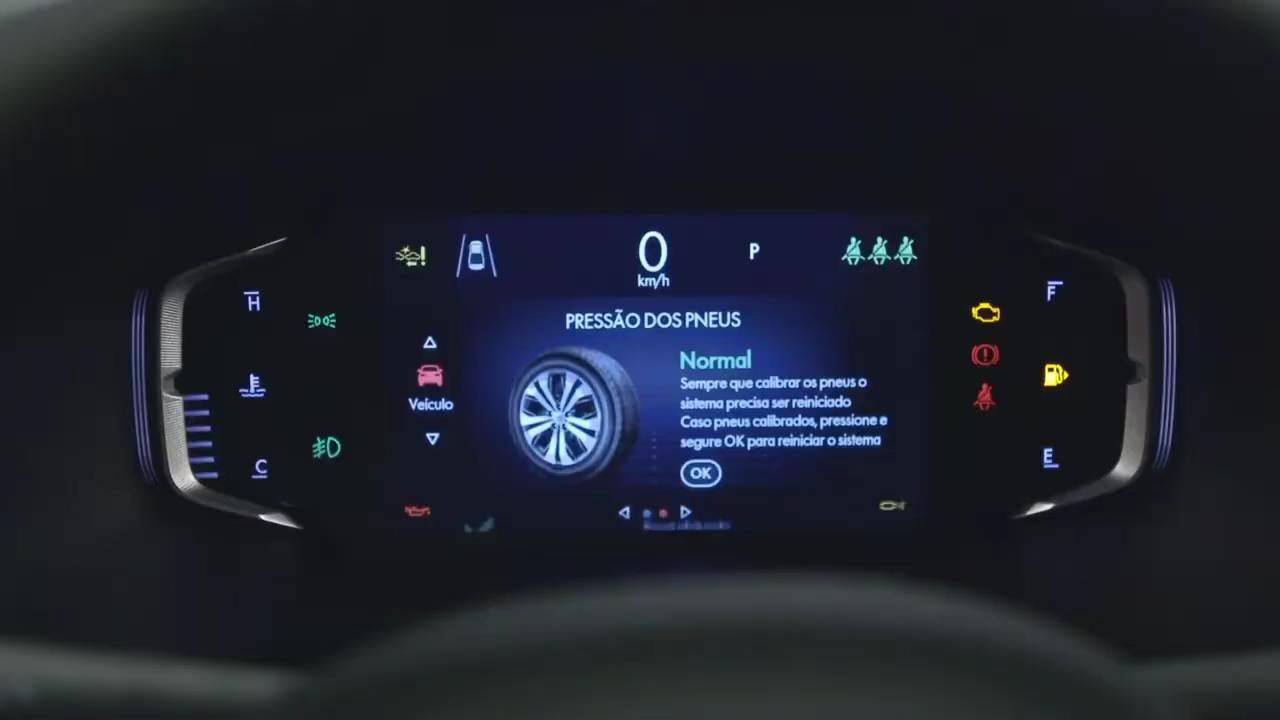 0
P
km/h
H
F
PRESSÃO DOS PNEUS
Normal
Sempre que calibrar os pneus o
sistema precisa ser reiniciado
Caso pneus calibrados, pressione e
segure OK para reiniciar o sistema
Veículo
OK
C
E